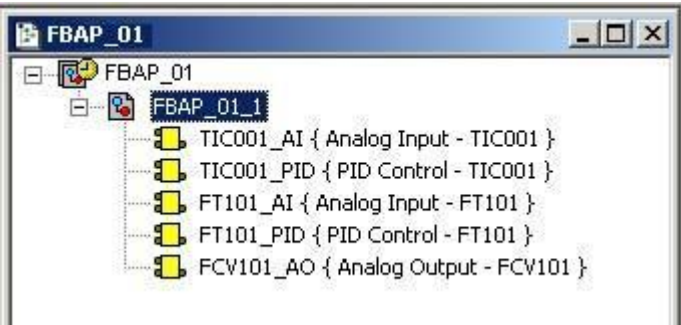 FBAP_01
FBAP_01
FBAP_01_1
TIC001_AI { Analog Input - TIC001 }
TIC001_PID { PID Control - TIC001 }
FT101_AI { Analog Input - FT101 }
FT101_PID { PID Control - FT101 }
FCV101_AO { Analog Output - FCV101 }